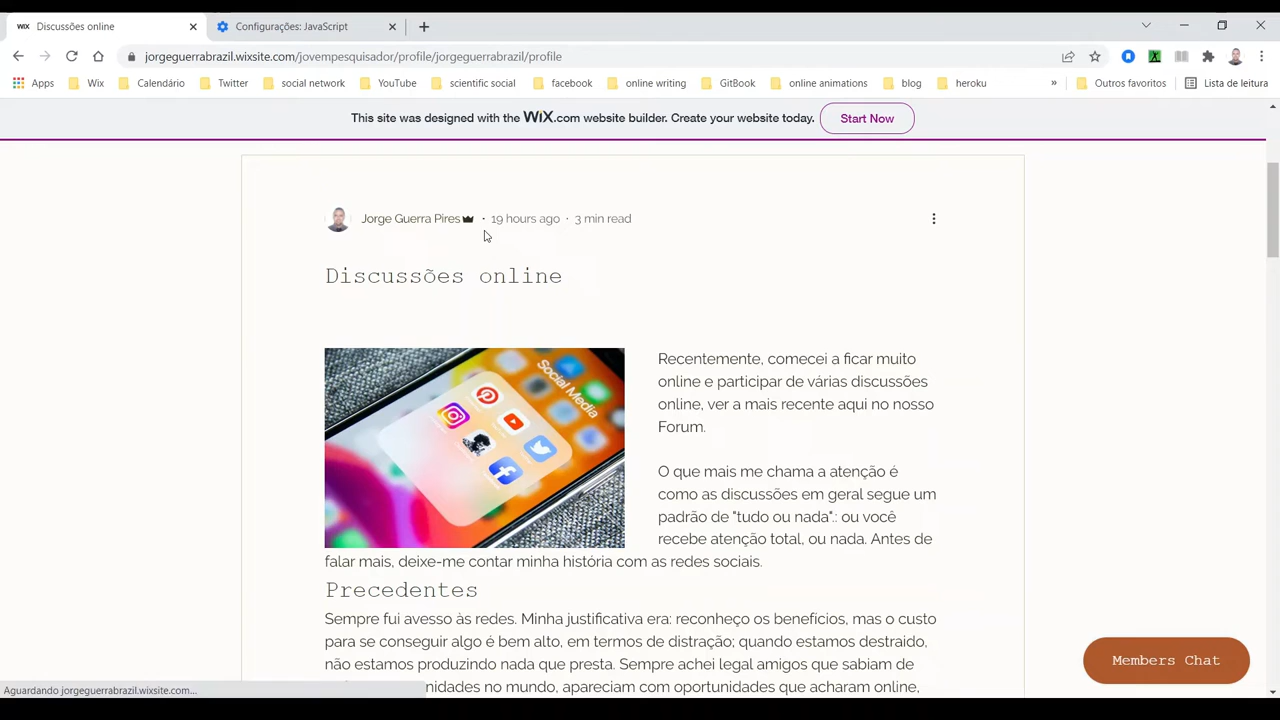 WiX Discussões online
Configurações: JavaScript
jorgeguerrabrazil.wixsite.com/jovempesquisador/profile/jorgeguerrabrazil/profile
Apps Wix Calendário Twitter social network YouTube scientific social facebook online writing GitBook online animations blog heroku » Outros favoritos Lista de leitura
This site was designed with the WiX.com website builder. Create your website today. Start Now
Jorge Guerra Pires · 19 hours ago · 3 min read
Discussões online
Social Media
Recentemente, comecei a ficar muito
online e participar de várias discussões
online, ver a mais recente aqui no nosso
Forum.
O que mais me chama a atenção é
como as discussões em geral segue um
padrão de "tudo ou nada".: ou você
recebe atenção total, ou nada. Antes de
falar mais, deixe-me contar minha história com as redes sociais.
Precedentes
Sempre fui avesso às redes. Minha justificativa era: reconheço os benefícios, mas o custo
para se conseguir algo é bem alto, em termos de distração; quando estamos destraido,
não estamos produzindo nada que presta. Sempre achei legal amigos que sabiam de
no mundo, apareciam com oportunidades que acharam online,
Members Chat
Aguardando jorgeguerrabrazil.wixsite.com...